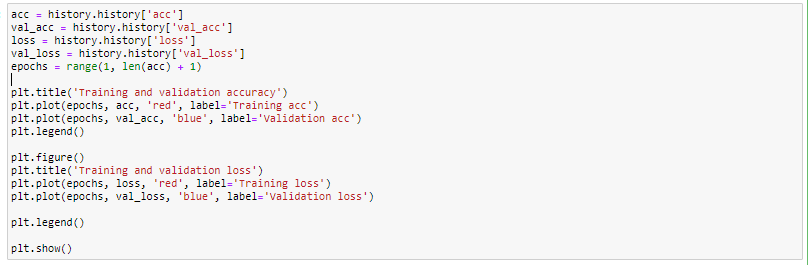 acc = history.history['acc']
val_acc = history.history['val_acc']
loss = history.history['loss']
val_loss = history.history['val_loss']
epochs = range(1, len(acc) + 1)
plt.title('Training and validation accuracy')
plt.plot(epochs, acc, 'red', label='Training acc')
plt.plot(epochs, val_acc, 'blue', label='Validation acc')
plt.legend()
plt.figure()
plt.title('Training and validation loss')
plt.plot(epochs, loss, 'red', label='Training loss')
plt.plot(epochs, val_loss, 'blue', label='Validation loss')
plt.legend()
plt.show()